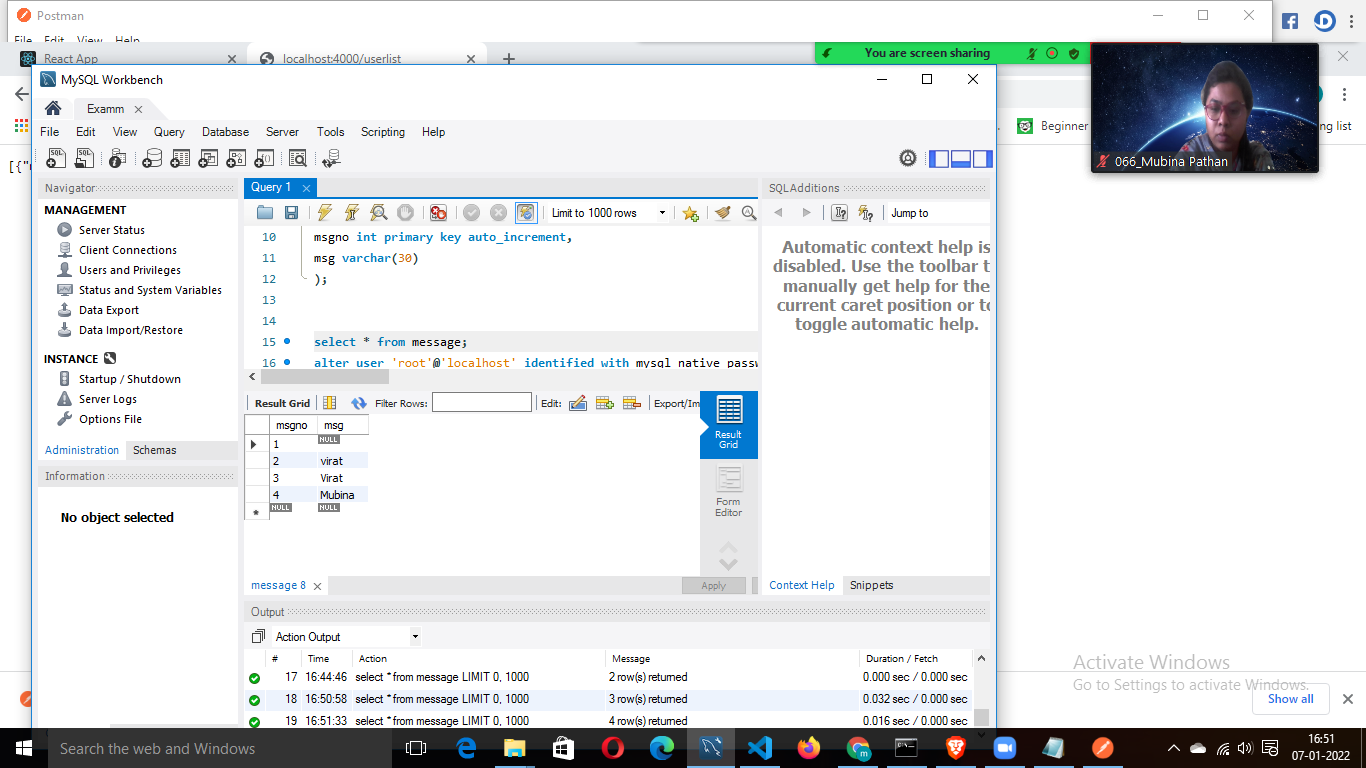 Postman
File Edit View Help
React App
localhost:4000/userlist
You are screen sharing
MySQL Workbench
Examm
File Edit View Query Database Server Tools Scripting Help
Beginner
ng list
066_Mubina Pathan
[{"
Navigator
MANAGEMENT
Server Status
Client Connections
Users and Privileges
Status and System Variables
Data Export
Data Import/Restore
INSTANCE
Startup / Shutdown
Server Logs
Options File
Administration Schemas
Information
No object selected
Query 1
Limit to 1000 rows
10 msgno int primary key auto_increment,
11 msg varchar(30)
12 );
13
14
15 select * from message;
16 alter user 'root'@'localhost' identified with mysql_native_passw
SQLAdditions
Jump to
Automatic context help is
disabled. Use the toolbar t
manually get help for the
current caret position or to
toggle automatic help.
Result Grid Filter Rows: Edit: Export/Im
msgno msg
1 NULL
2 virat
3 Virat
4 Mubina
NULL NULL
Result
Grid
Form
Editor
message 8
Apply
Context Help Snippets
Output
Action Output
# Time Action Message Duration / Fetch
17 16:44:46 select * from message LIMIT 0, 1000 2 row(s) returned 0.000 sec / 0.000 sec
18 16:50:58 select * from message LIMIT 0, 1000 3 row(s) returned 0.032 sec / 0.000 sec
19 16:51:33 select * from message LIMIT 0, 1000 4 row(s) returned 0.016 sec / 0.000 sec
Activate Windows
Go to Settings to activate Windows.
Show all
Search the web and Windows
16:51
07-01-2022